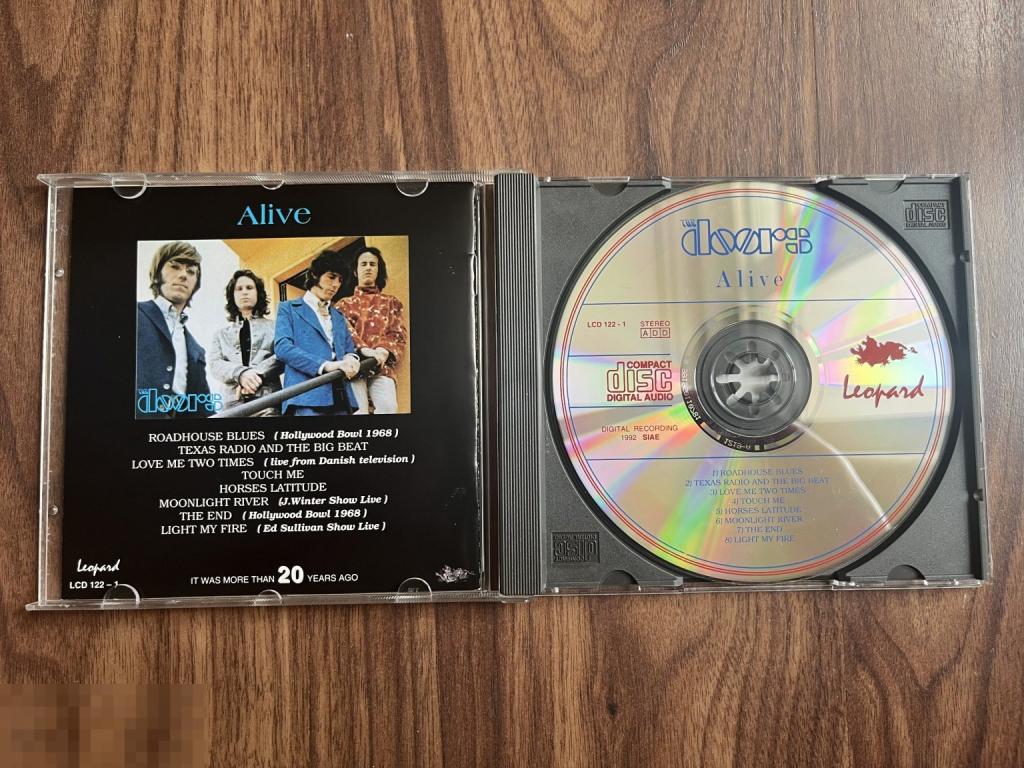 Alive
THE
doors
ROADHOUSE BLUES (Hollywood Bowl 1968)
TEXAS RADIO AND THE BIG BEAT
LOVE ME TWO TIMES (live from Danish television)
TOUCH ME
HORSES LATITUDE
MOONLIGHT RIVER (J.Winter Show Live)
THE END (Hollywood Bowl 1968)
LIGHT MY FIRE (Ed Sullivan Show Live)
Leopard
LCD 122-1
IT WAS MORE THAN 20 YEARS AGO
THE
doors
Alive
LCD 122-1
STEREO
ADD
COMPACT
disc
DIGITAL AUDIO
Leopard
DIGITAL RECORDING
1992 SIAE
1) ROADHOUSE BLUES
2) TEXAS RADIO AND THE BIG BEAT
3) LOVE ME TWO TIMES
4) TOUCH ME
5) HORSES LATITUDE
6) MOONLIGHT RIVER
7) THE END
8) LIGHT MY FIRE
COMPACT
disc
DIGITAL AUDIO
COMPACT
disc
DIGITAL AUDIO